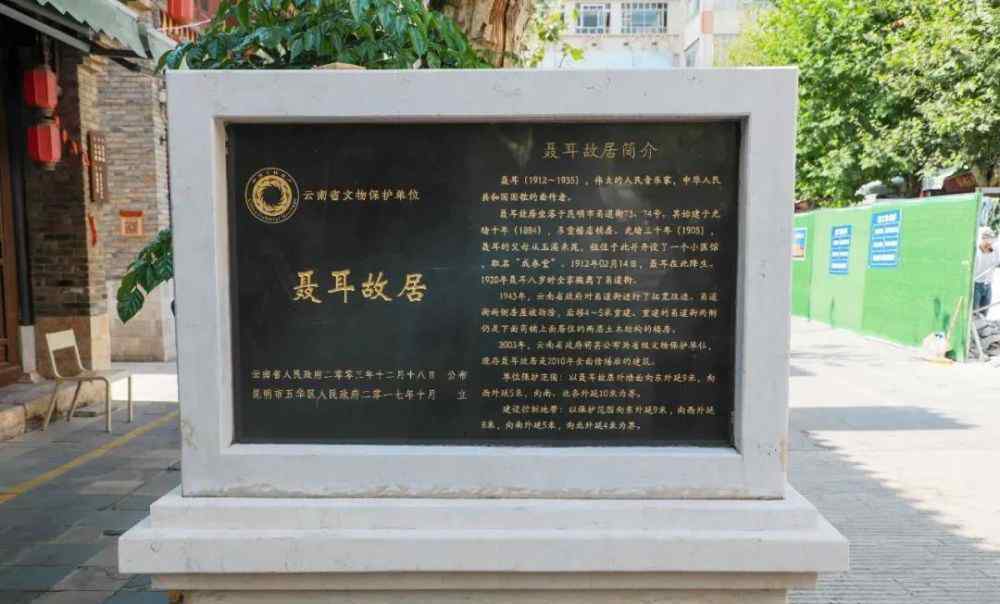 云南省文物保护单位
聂耳故居
云南省人民政府二零零三年十二月十八日 公布
昆明市五华区人民政府二零一七年十月 立
聂耳故居简介
聂耳（1912～1935），伟大的人民音乐家，中华人民
共和国国歌的曲作者。
聂耳故居坐落于昆明市甬道街73、74号。其始建于光
绪十年（1884），系重檐店铺房。光绪三十年（1905），
聂耳的父母从玉溪来昆，租住于此并开设了一个小医馆
，取名“成春堂”。1912年02月14日，聂耳在此降生。
1920年聂耳八岁时全家搬离了甬道街。
1943年，云南省政府对甬道街进行了拓宽改造。甬道
街两侧房屋被拆除，后移4～5米重建。重建的甬道街两侧
仍是下面商铺上面居住的两层土木结构的楼房。
2003年，云南省政府将其公布为省级文物保护单位，
现存聂耳故居是2010年全面修缮后的建筑。
单位保护范围：以聂耳故居外墙面向东外延9米，向
西外延5米，向南、北各外延10米为界。
建设控制地带：以保护范围向东外延9米，向西外延
8米，向南外延5米，向北外延4米为界。